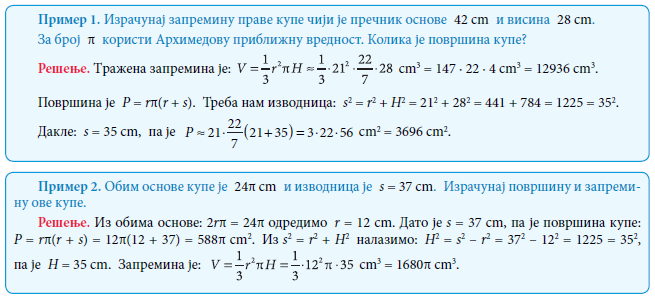 Пример 1. Израчунај запремину праве купе чији је пречник основе 42 cm и висина 28 cm.
За број π користи Архимедову приближну вредност. Колика је површина купе?
Решење. Тражена запремина је: V = 1/3 r²πH ≈ 1/3 · 21² · 22/7 · 28 cm³ = 147 · 22 · 4 cm³ = 12936 cm³.
Површина је P = rπ(r + s). Треба нам изводница: s² = r² + H² = 21² + 28² = 441 + 784 = 1225 = 35².
Дакле: s = 35 cm, па је P ≈ 21 · 22/7 (21 + 35) = 3 · 22 · 56 cm² = 3696 cm².
Пример 2. Обим основе купе је 24π cm и изводница је s = 37 cm. Израчунај површину и запреми-
ну ове купе.
Решење. Из обима основе: 2rπ = 24π одредимо r = 12 cm. Дато је s = 37 cm, па је површина купе:
P = rπ(r + s) = 12π(12 + 37) = 588π cm². Из s² = r² + H² налазимо: H² = s² – r² = 37² – 12² = 1225 = 35²,
па је H = 35 cm. Запремина је: V = 1/3 r²πH = 1/3 · 12²π · 35 cm³ = 1680π cm³.